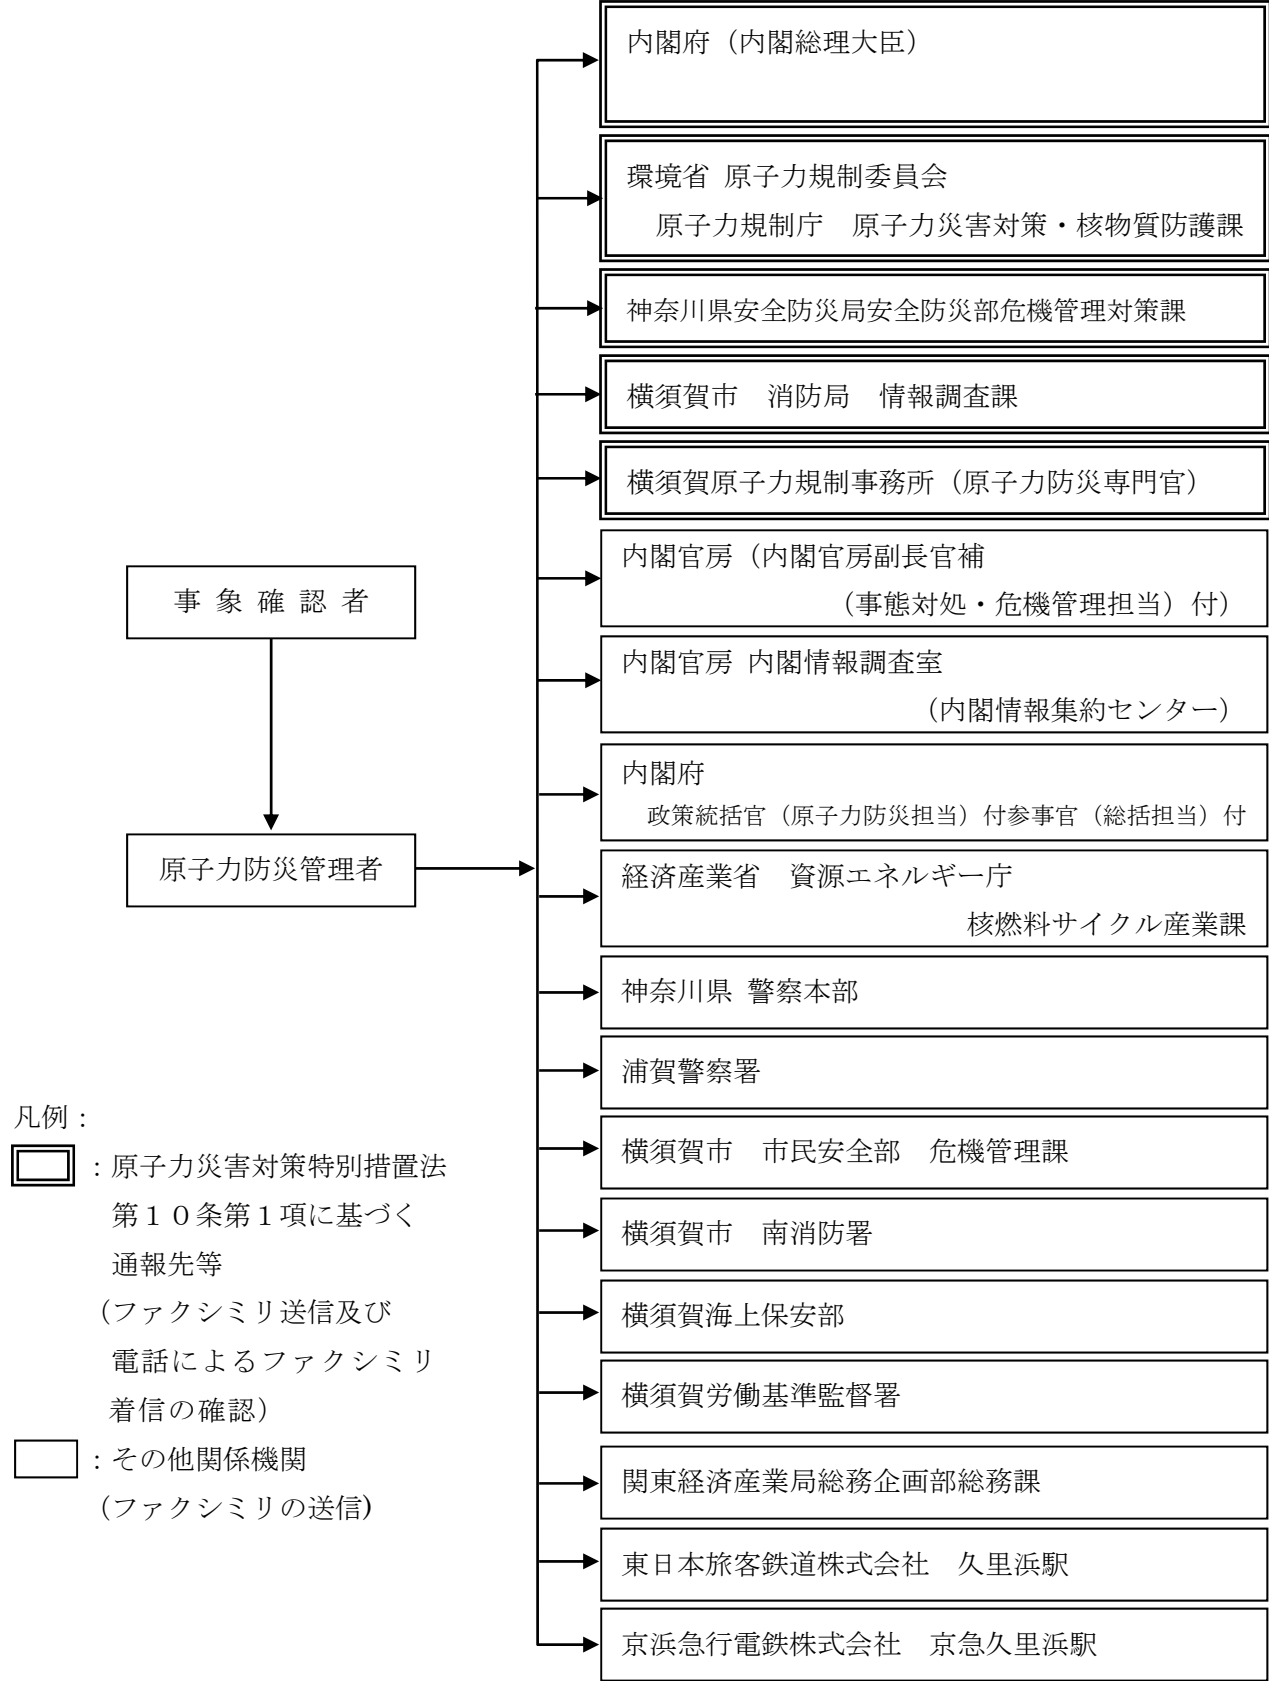 内閣府（内閣総理大臣）
環境省 原子力規制委員会
原子力規制庁　原子力災害対策・核物質防護課
神奈川県安全防災局安全防災部危機管理対策課
横須賀市　消防局　情報調査課
横須賀原子力規制事務所（原子力防災専門官）
内閣官房（内閣官房副長官補
（事態対処・危機管理担当）付）
内閣官房 内閣情報調査室
（内閣情報集約センター）
内閣府
政策統括官（原子力防災担当）付参事官（総括担当）付
経済産業省　資源エネルギー庁
核燃料サイクル産業課
神奈川県 警察本部
浦賀警察署
横須賀市　市民安全部　危機管理課
横須賀市　南消防署
横須賀海上保安部
横須賀労働基準監督署
関東経済産業局総務企画部総務課
東日本旅客鉄道株式会社　久里浜駅
京浜急行電鉄株式会社　京急久里浜駅
事 象 確 認 者
原子力防災管理者
凡例：
：原子力災害対策特別措置法
第１０条第１項に基づく
通報先等
（ファクシミリ送信及び
電話によるファクシミリ
着信の確認）
：その他関係機関
（ファクシミリの送信)